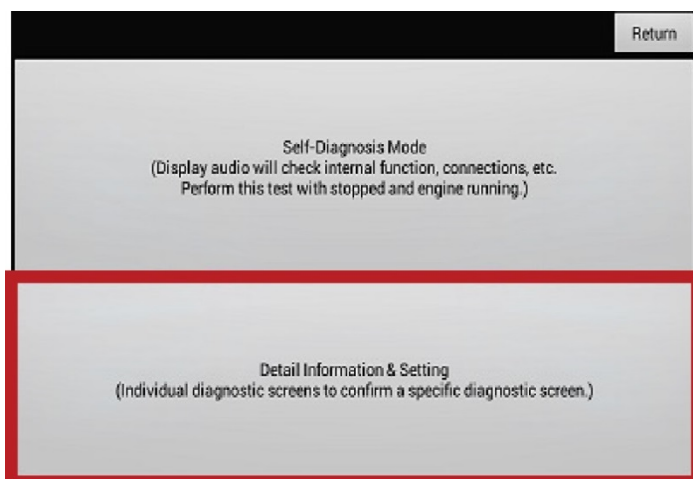 Return
Self-Diagnosis Mode
(Display audio will check internal function, connections, etc.
Perform this test with stopped and engine running.)
Detail Information & Setting
(Individual diagnostic screens to confirm a specific diagnostic screen.)